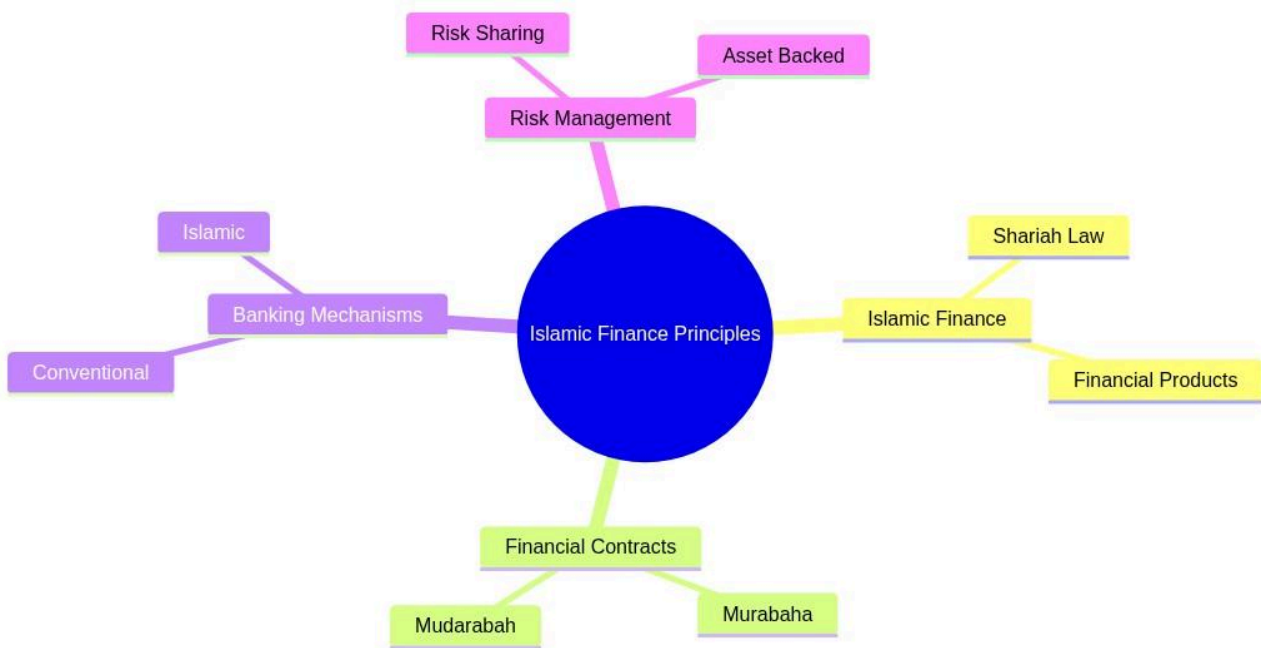 Risk Sharing
Asset Backed
Risk Management
Islamic
Shariah Law
Banking Mechanisms
Islamic Finance Principles
Islamic Finance
Conventional
Financial Products
Financial Contracts
Mudarabah
Murabaha